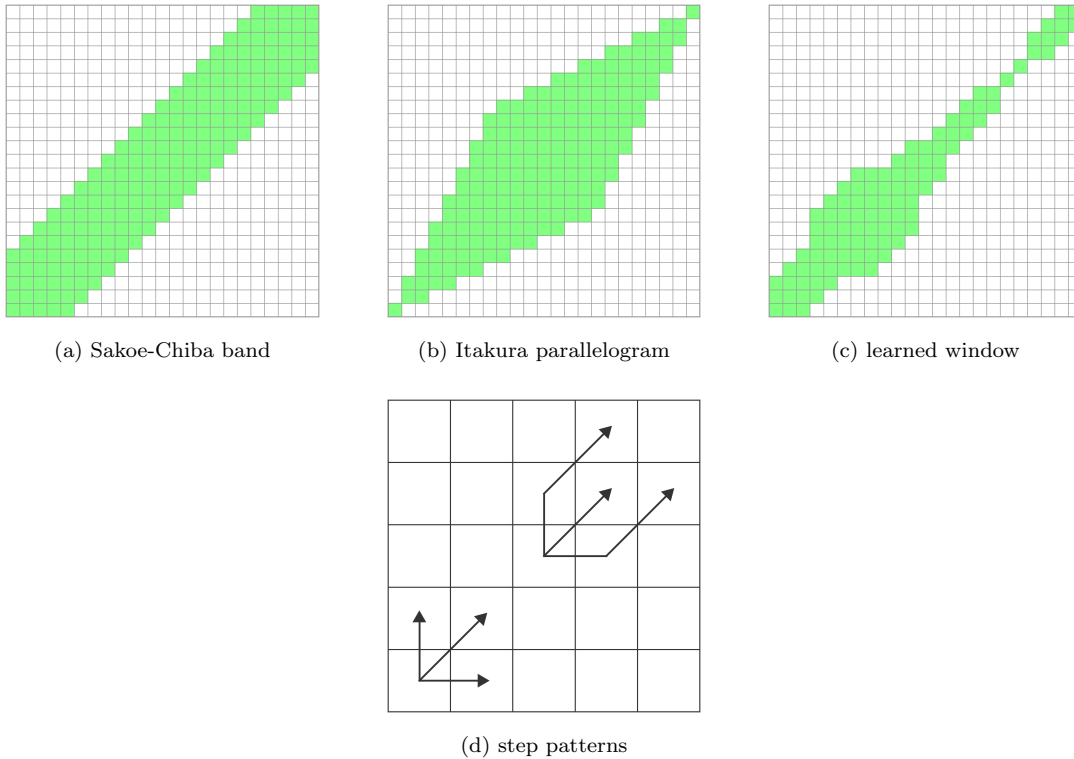 (a) Sakoe-Chiba band
(b) Itakura parallelogram
(c) learned window
(d) step patterns